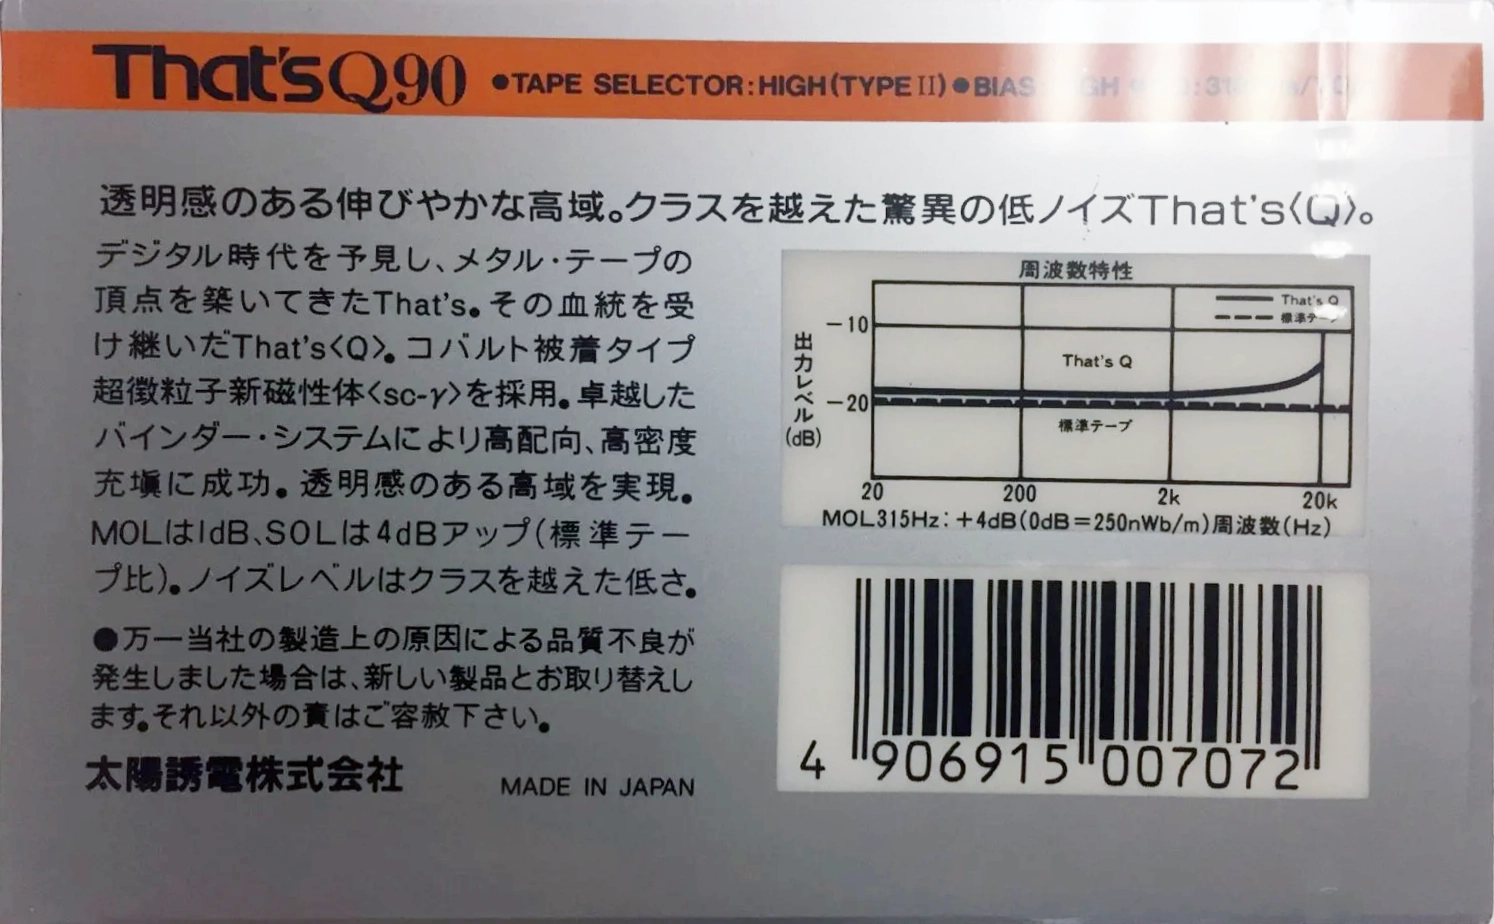 That's Q90 ●TAPE SELECTOR:HIGH(TYPE II)●BIAS
透明感のある伸びやかな高域。クラスを越えた驚異の低ノイズThat's〈Q〉。
デジタル時代を予見し、メタル・テープの
頂点を築いてきたThat's。その血統を受
け継いだThat's〈Q〉。コバルト被着タイプ
超微粒子新磁性体〈sc-γ〉を採用。卓越した
バインダー・システムにより高配向、高密度
充塡に成功。透明感のある高域を実現。
MOLは1dB、SOLは4dBアップ(標準テー
プ比)。ノイズレベルはクラスを越えた低さ。
●万一当社の製造上の原因による品質不良が
発生しました場合は、新しい製品とお取り替えし
ます。それ以外の責はご容赦下さい。
太陽誘電株式会社 MADE IN JAPAN
周波数特性
That's Q
標準テープ
出力レベル(dB)
-10
That's Q
-20
標準テープ
20 200 2k 20k
MOL315Hz:+4dB(0dB=250nWb/m)周波数(Hz)
4 906915 007072